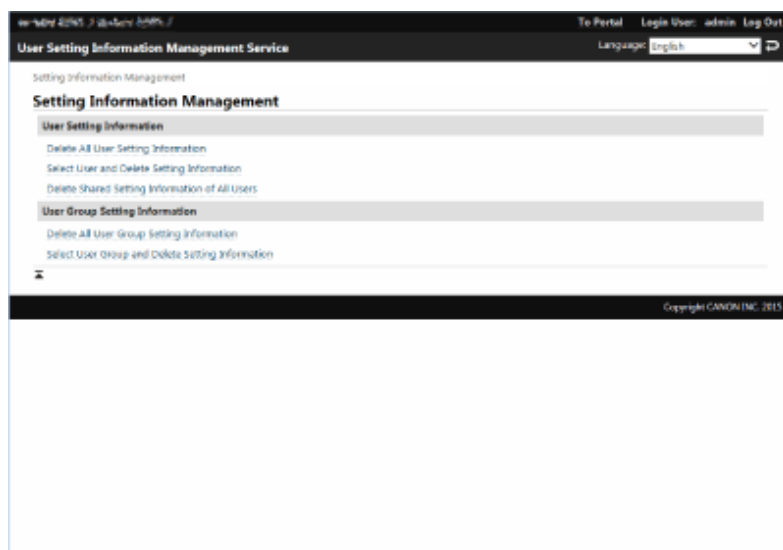 To Portal Login User: admin Log Out
User Setting Information Management Service Language: English
Setting Information Management
Setting Information Management
User Setting Information
Delete All User Setting Information
Select User and Delete Setting Information
Delete Shared Setting Information of All Users
User Group Setting Information
Delete All User Group Setting Information
Select User Group and Delete Setting Information
Copyright CANON INC. 2015